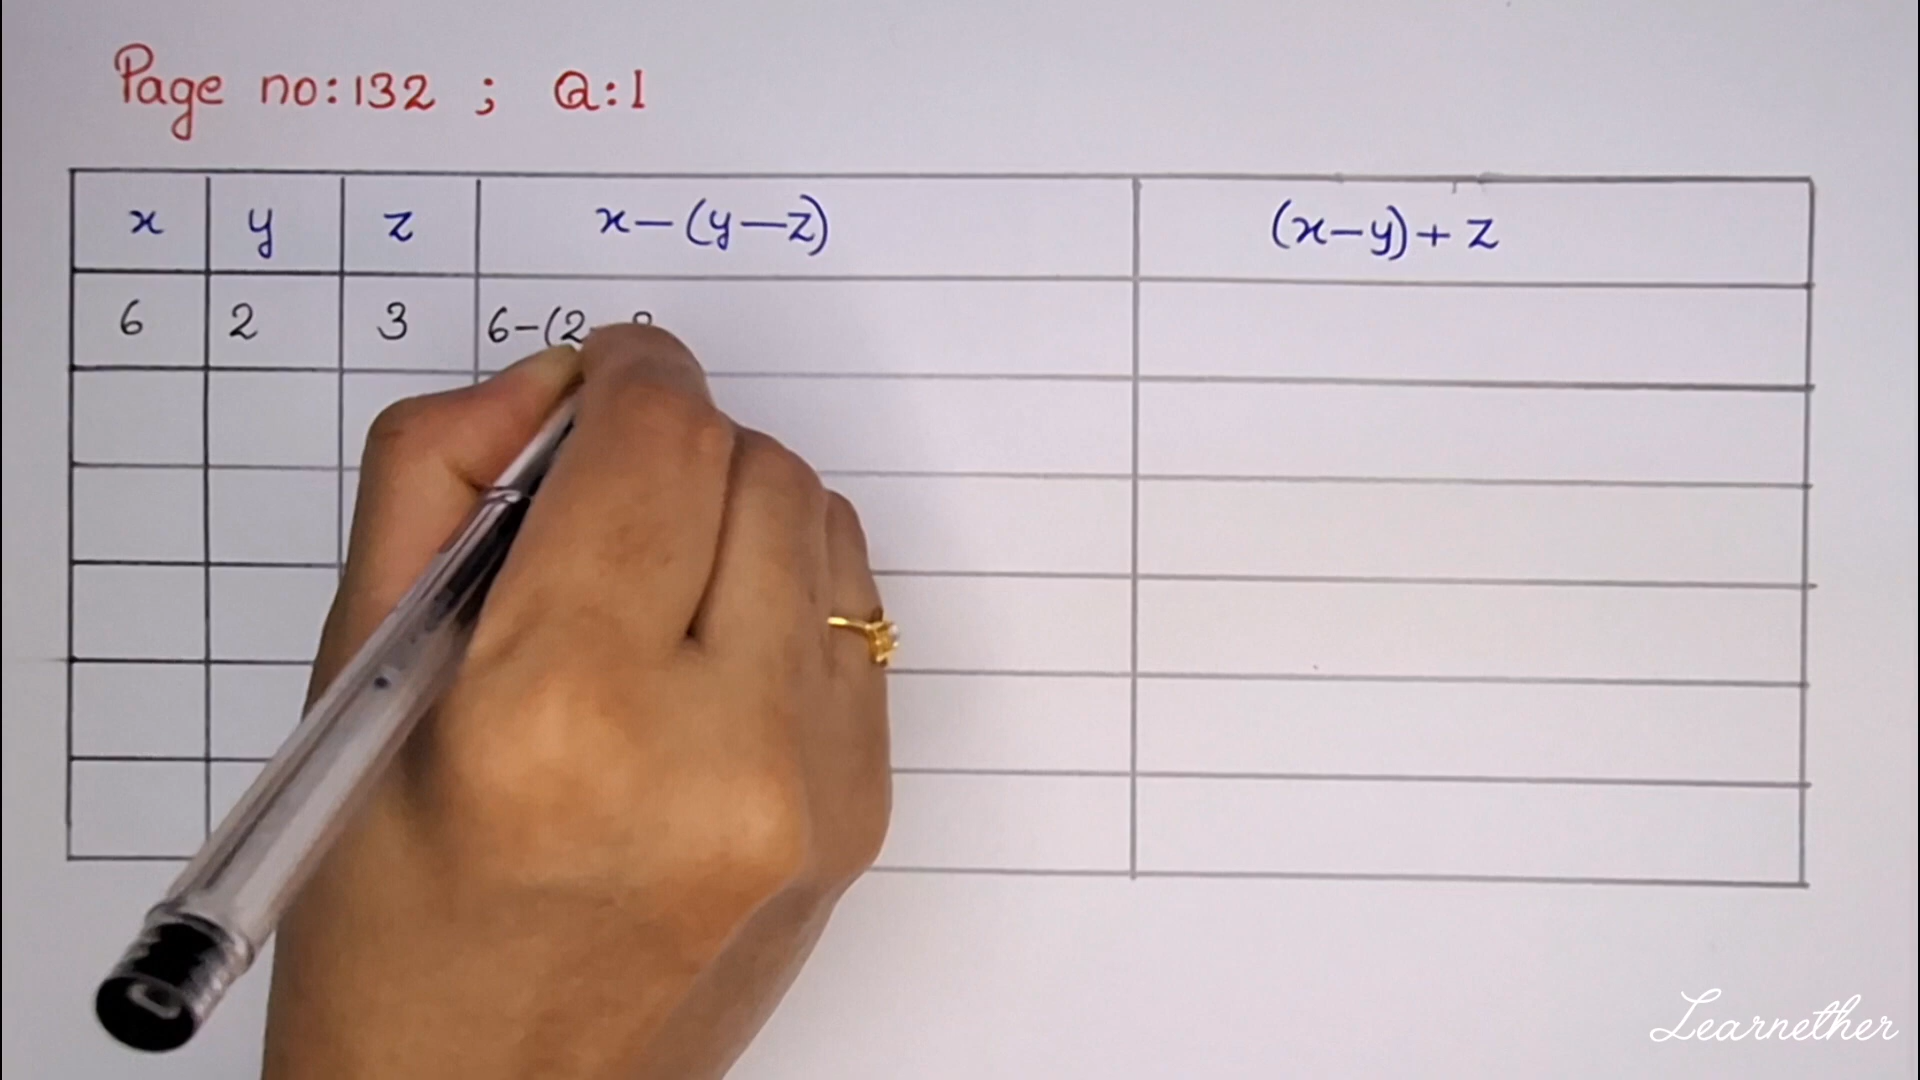 Page no:132 ; Q:1
x y z x-(y-z) (x-y)+z
6 2 3 6-(2-
Learnether